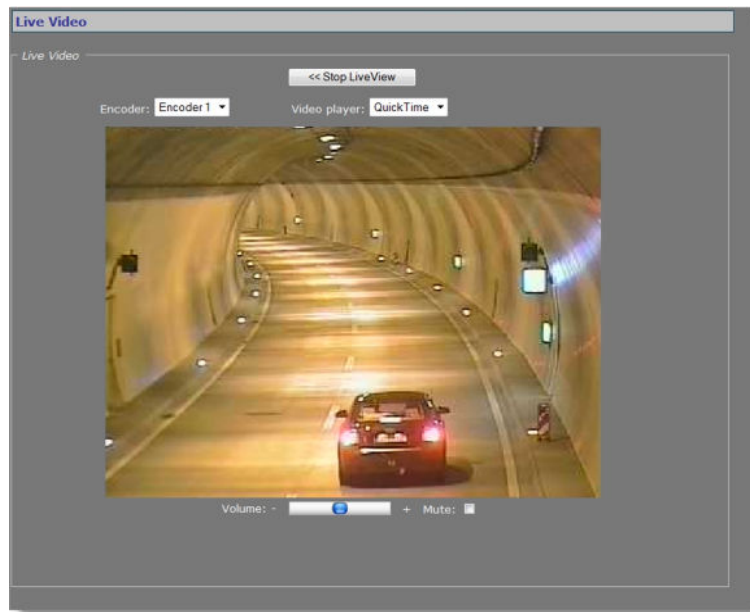 Live Video
Live Video
<< Stop LiveView
Encoder: Encoder 1 Video player: QuickTime
Volume: - + Mute: